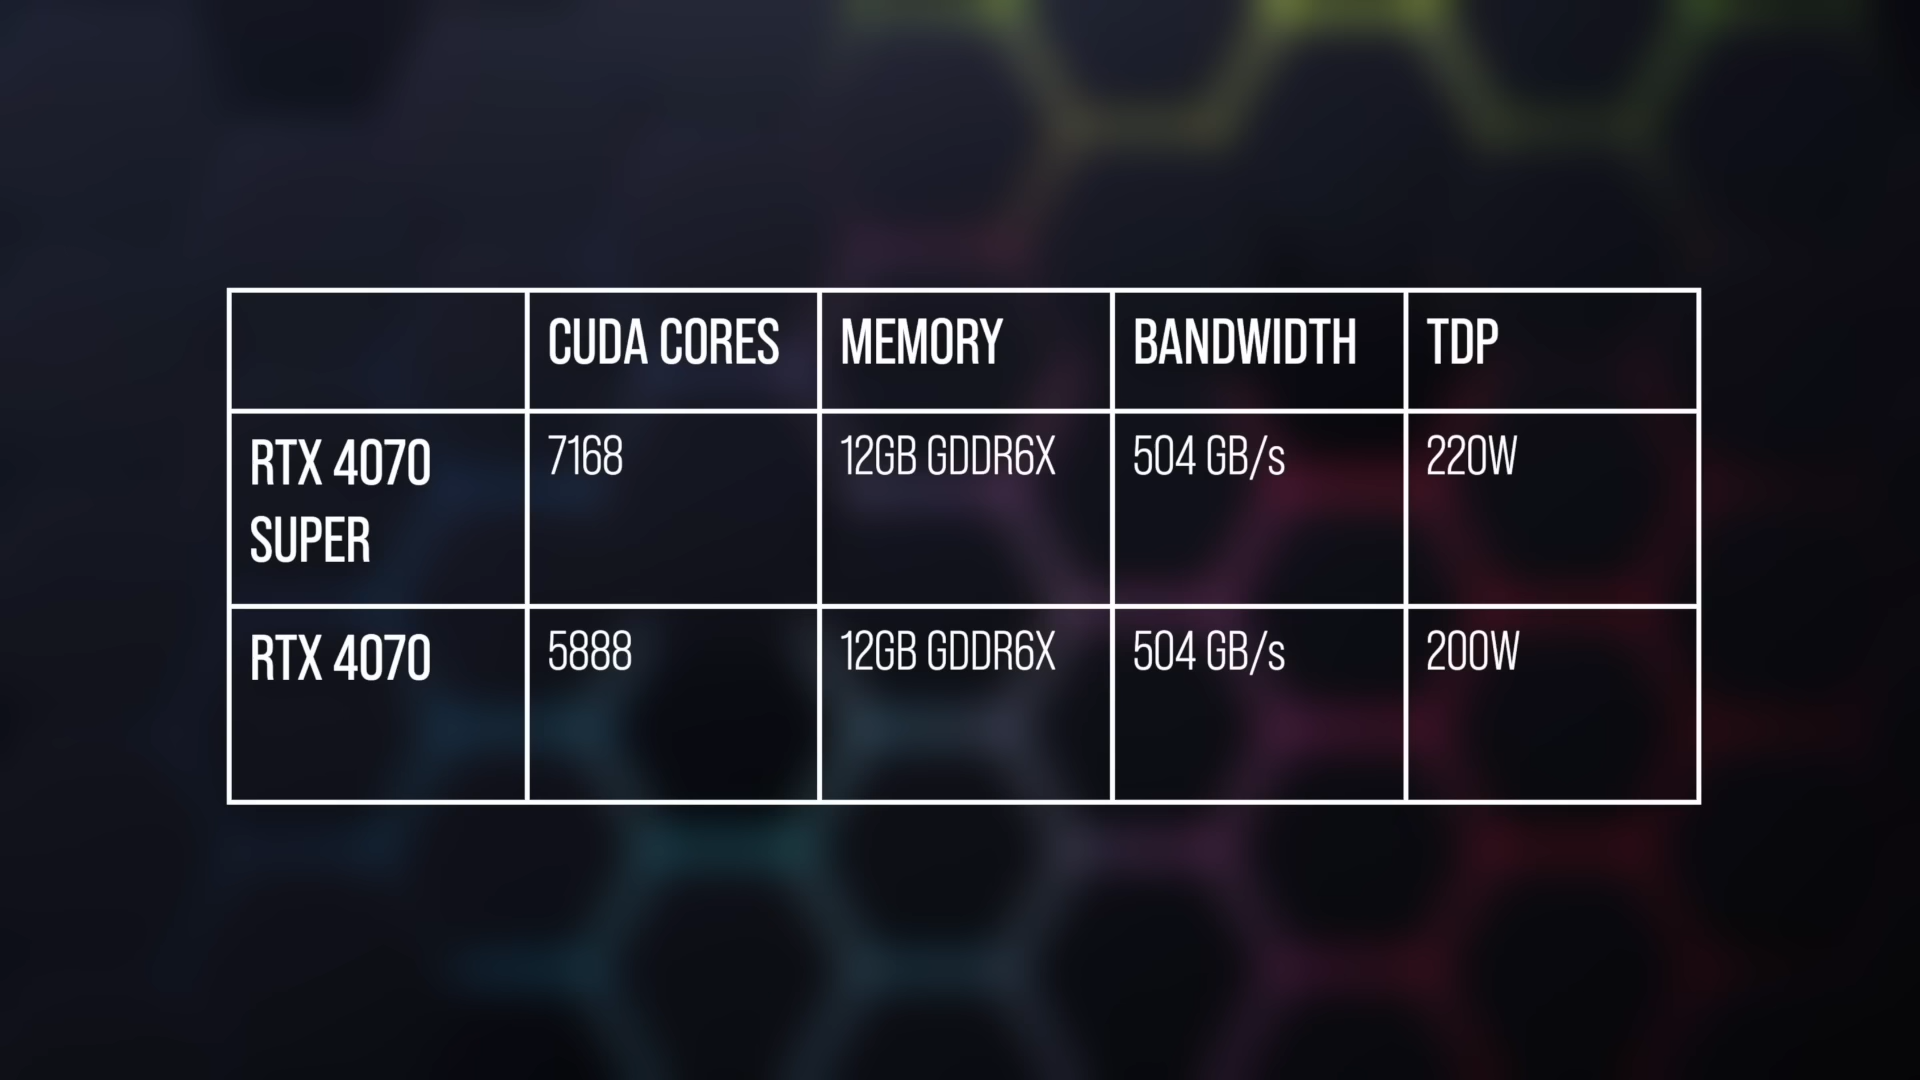 CUDA CORES MEMORY BANDWIDTH TDP
RTX 4070 7168 12GB GDDR6X 504 GB/s 220W
SUPER
RTX 4070 5888 12GB GDDR6X 504 GB/s 200W